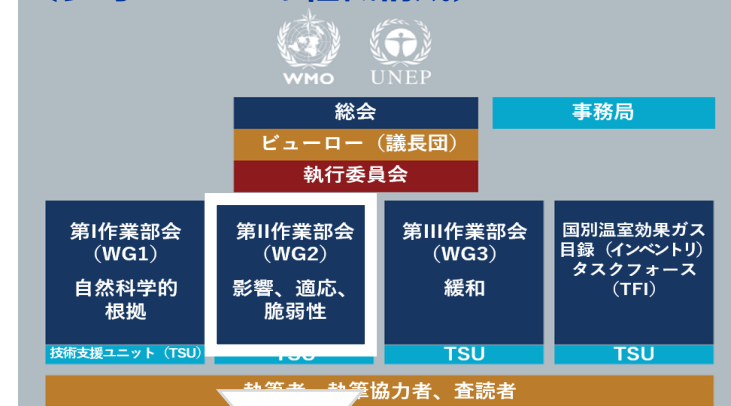 WMO
UNEP
総会
事務局
ビューロー（議長団）
執行委員会
第I作業部会
（WG1）
自然科学的
根拠
第II作業部会
（WG2）
影響、適応、
脆弱性
第III作業部会
（WG3）
緩和
国別温室効果ガス
目録（インベントリ）
タスクフォース
（TFI）
技術支援ユニット（TSU）
TSU
TSU
TSU
執筆者、執筆協力者、査読者